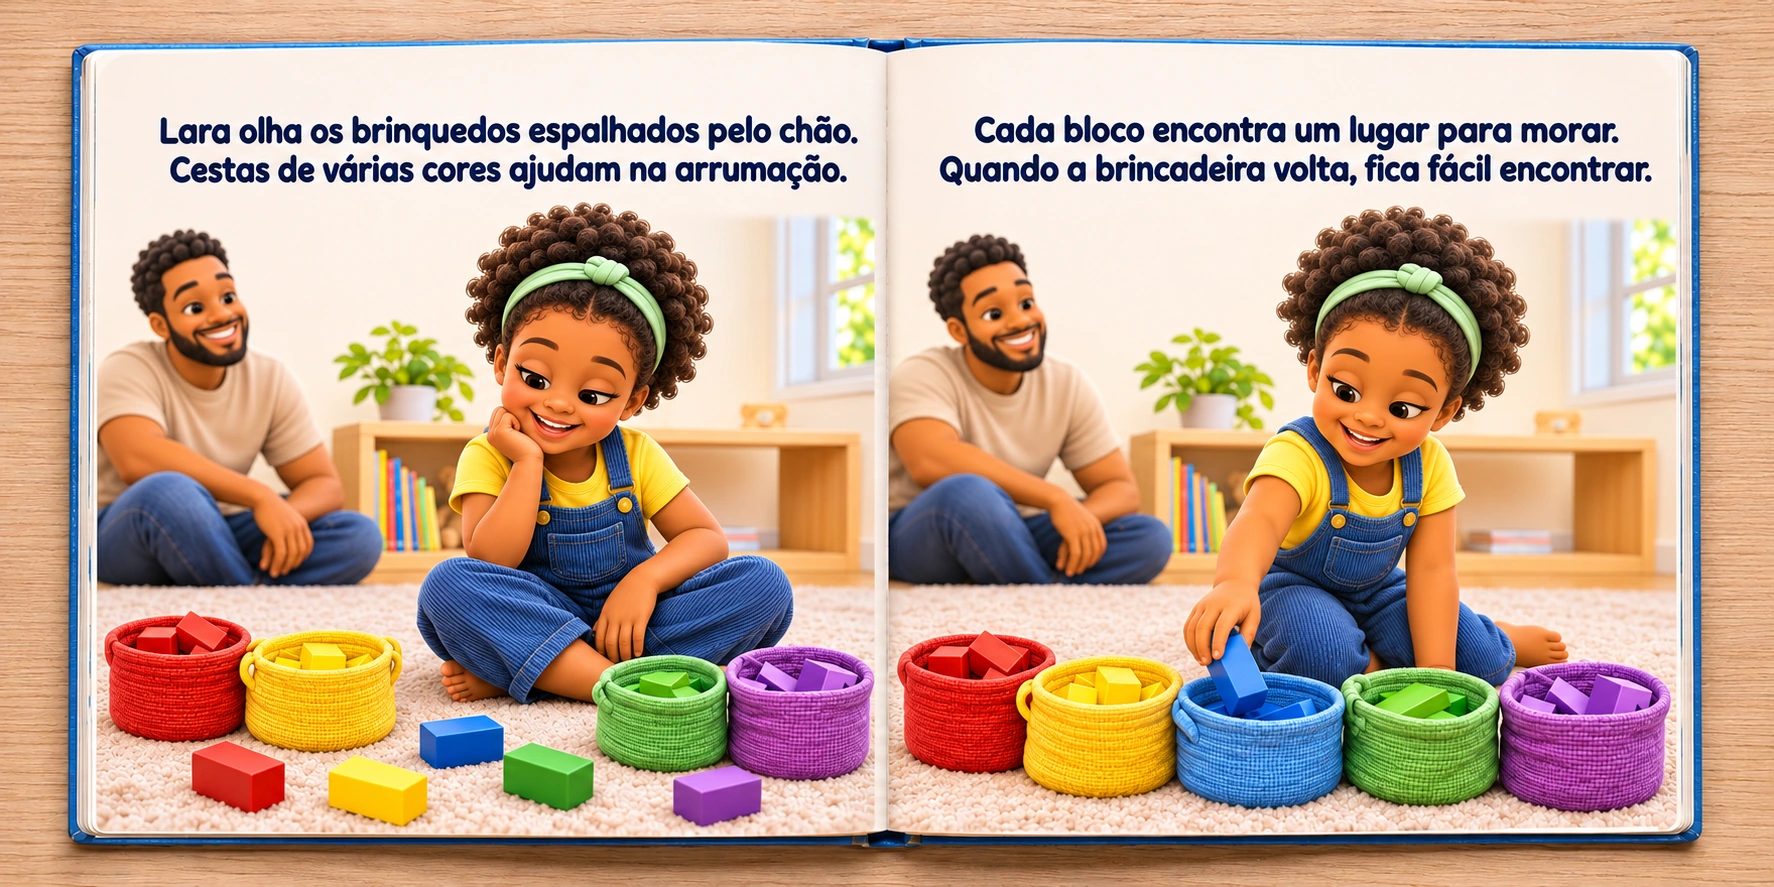 Lara olha os brinquedos espalhados pelo chão.
Cestas de várias cores ajudam na arrumação.
Cada bloco encontra um lugar para morar.
Quando a brincadeira volta, fica fácil encontrar.